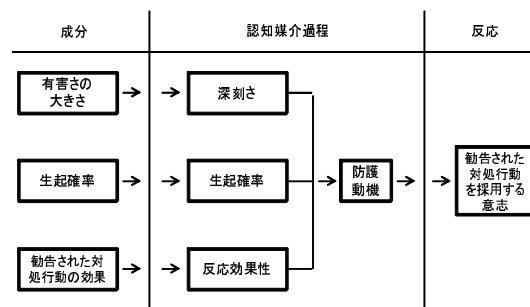 成分
認知媒介過程
反応
有害さの
大きさ
深刻さ
生起確率
生起確率
防護
動機
勧告された
対処行動
を採用する
意志
勧告された対
処行動の効果
反応効果性